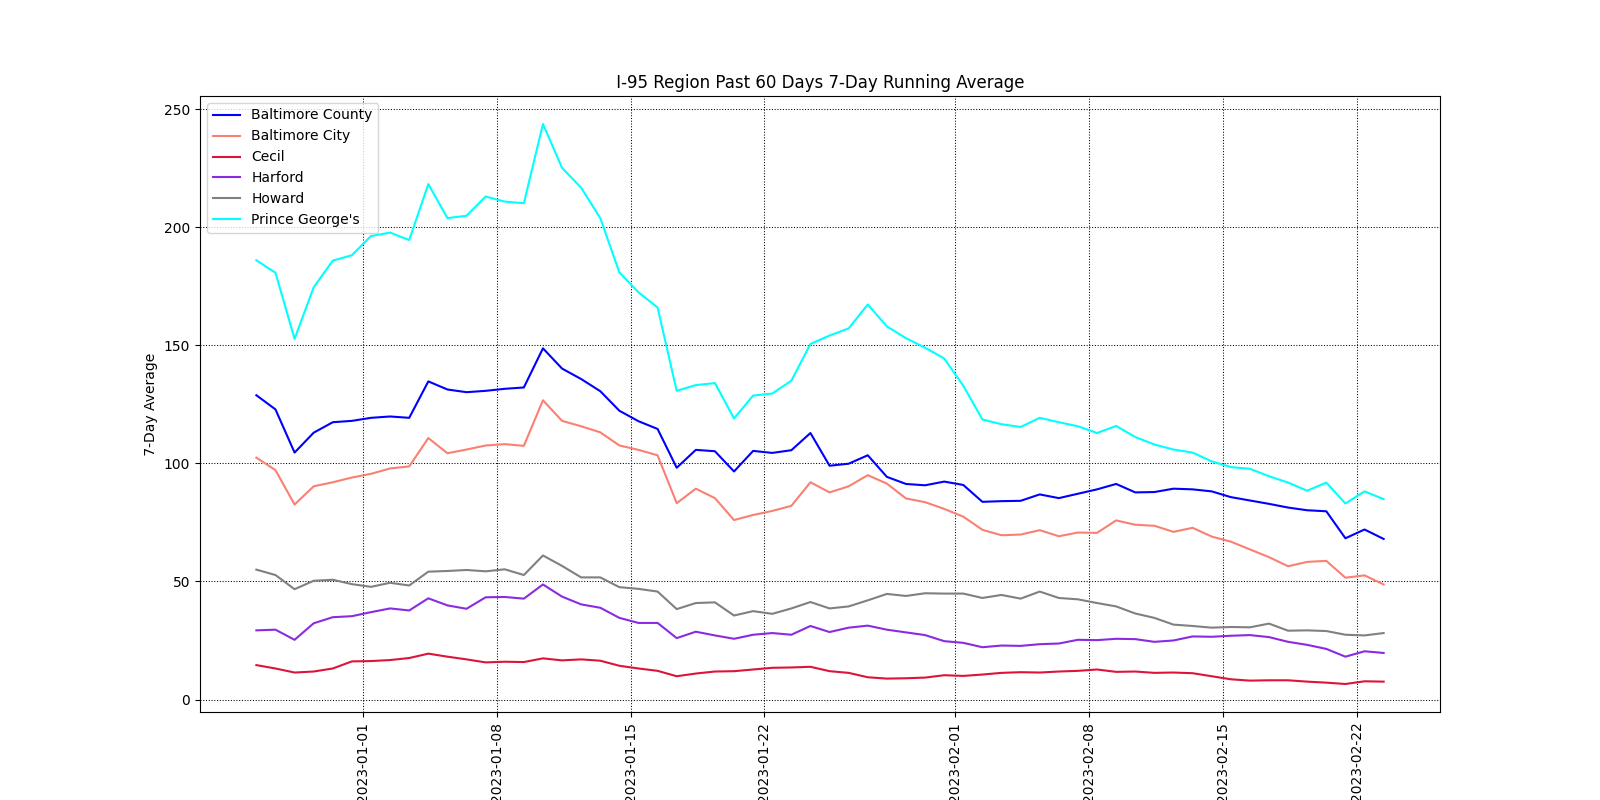 I-95 Region Past 60 Days 7-Day Running Average
Baltimore County
Baltimore City
Cecil
Harford
Howard
Prince George's
7-Day Average
250
200
150
100
50
0
2023-01-01
2023-01-08
2023-01-15
2023-01-22
2023-02-01
2023-02-08
2023-02-15
2023-02-22